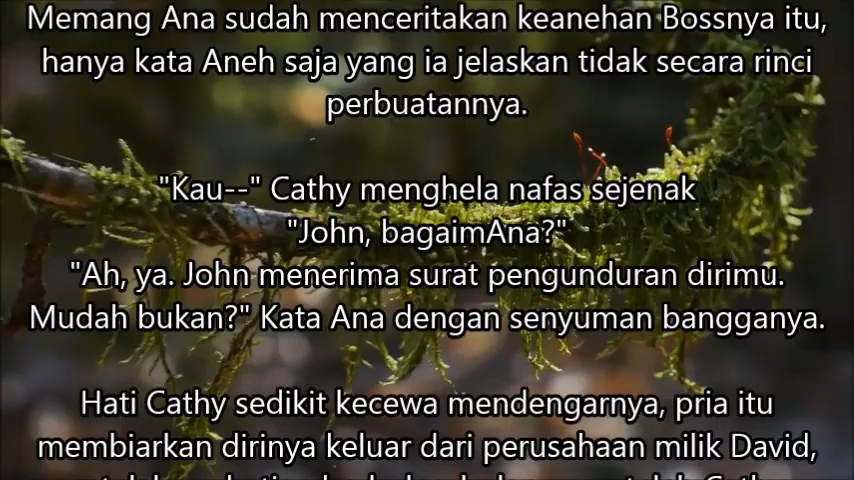 Memang Ana sudah menceritakan keanehan Bossnya itu,
hanya kata Aneh saja yang ia jelaskan tidak secara rinci
perbuatannya.
"Kau--" Cathy menghela nafas sejenak
"John, bagaimAna?"
"Ah, ya. John menerima surat pengunduran dirimu.
Mudah bukan?" Kata Ana dengan senyuman bangganya.
Hati Cathy sedikit kecewa mendengarnya, pria itu
membiarkan dirinya keluar dari perusahaan milik David,